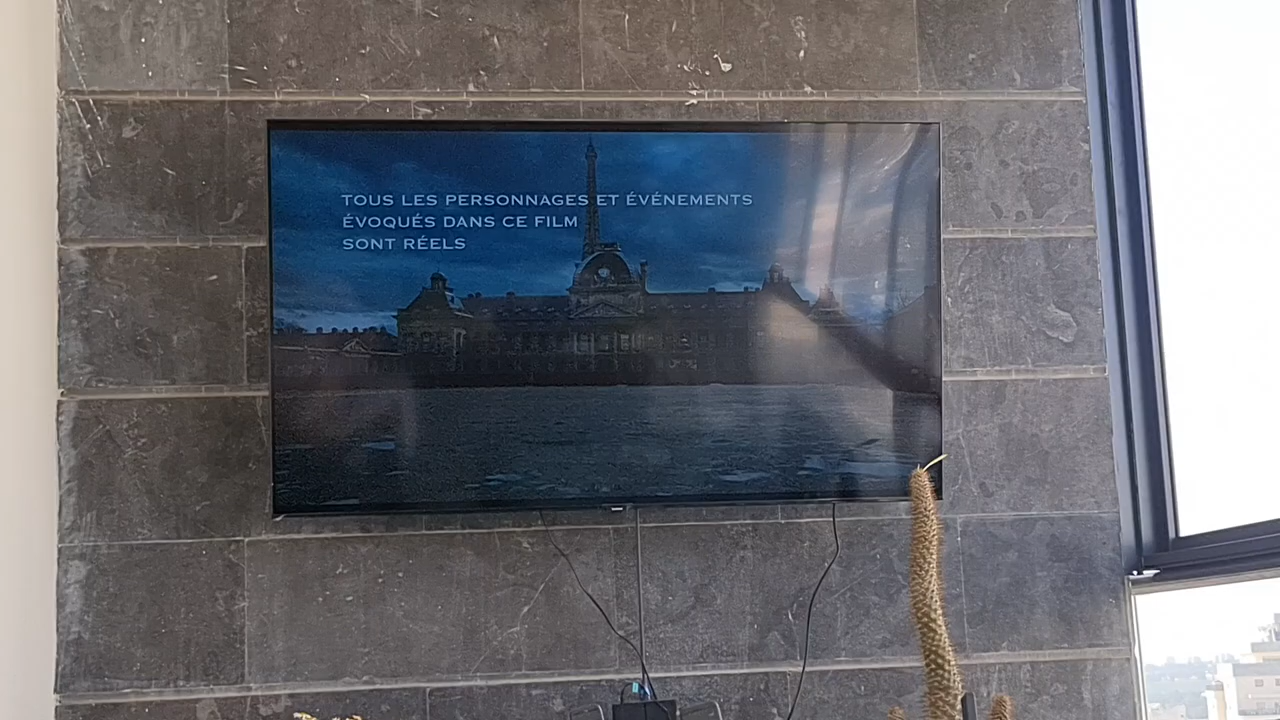 TOUS LES PERSONNAGES ET ÉVÉNEMENTS
ÉVOQUÉS DANS CE FILM
SONT RÉELS